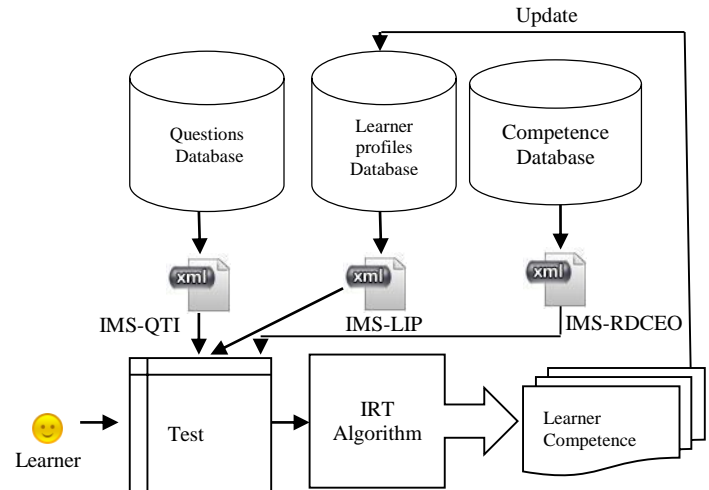 Update
Questions
Database
Learner
profiles
Database
Competence
Database
xml
xml
xml
IMS-QTI
IMS-LIP
IMS-RDCEO
Learner
Test
IRT
Algorithm
Learner
Competence